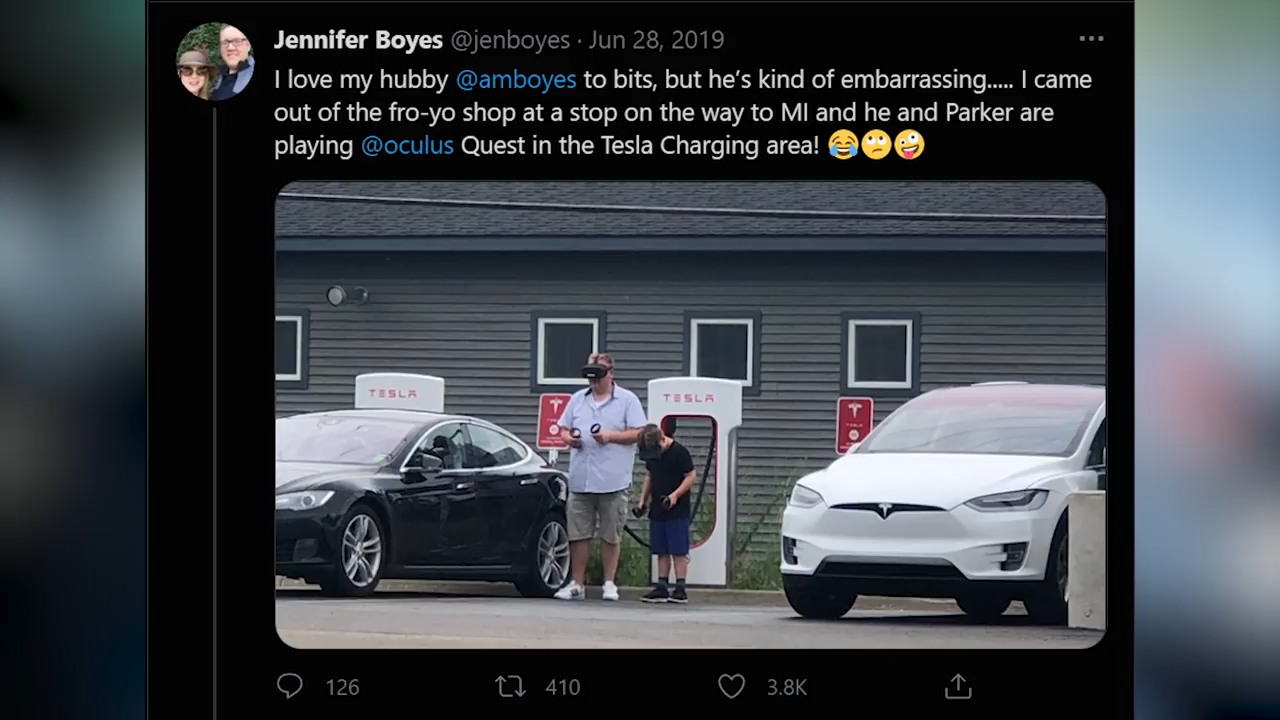 Jennifer Boyes @jenboyes · Jun 28, 2019
I love my hubby @amboyes to bits, but he's kind of embarrassing..... I came
out of the fro-yo shop at a stop on the way to MI and he and Parker are
playing @oculus Quest in the Tesla Charging area! 😂🙄🤪
TESLA
TESLA
126 410 3.8K